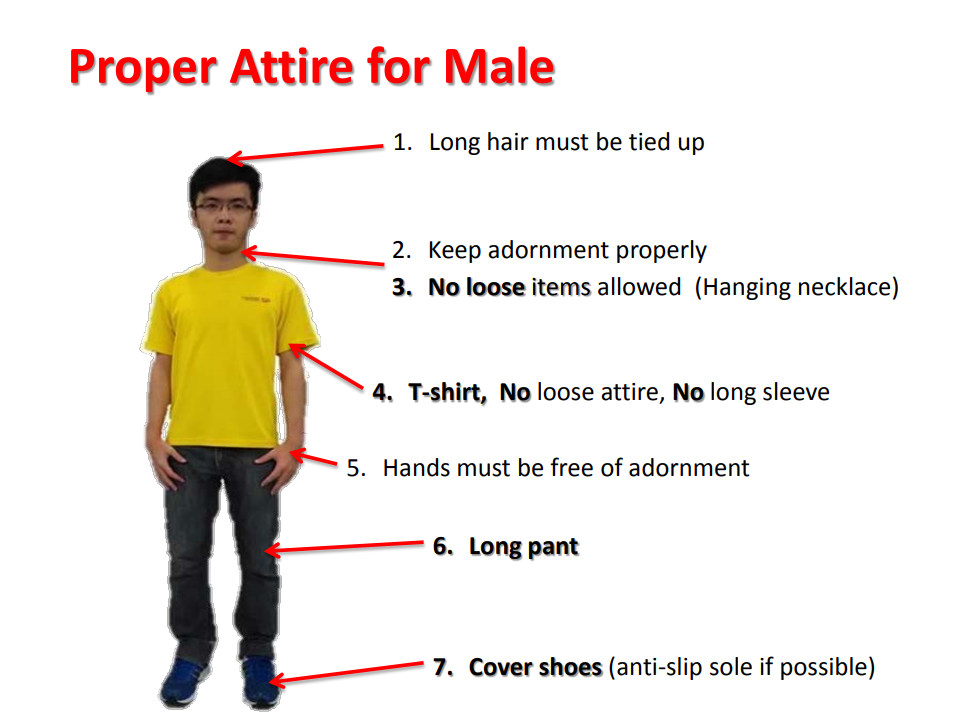 Proper Attire for Male
1. Long hair must be tied up
2. Keep adornment properly
3. No loose items allowed (Hanging necklace)
4. T-shirt, No loose attire, No long sleeve
5. Hands must be free of adornment
6. Long pant
7. Cover shoes (anti-slip sole if possible)